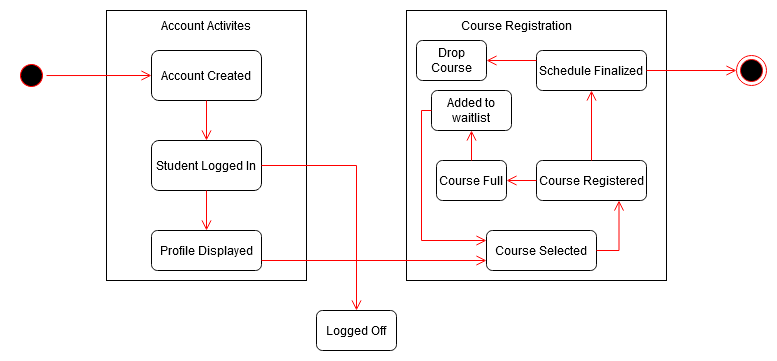 Account Activites
Account Created
Student Logged In
Profile Displayed
Logged Off
Course Registration
Drop
Course
Schedule Finalized
Added to
waitlist
Course Full
Course Registered
Course Selected